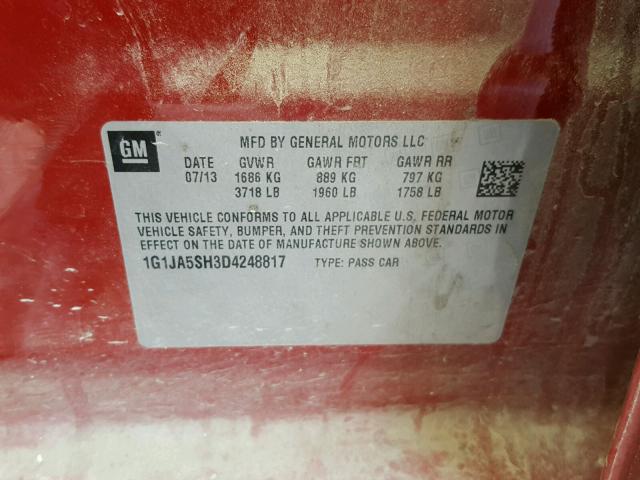 GM ®
MFD BY GENERAL MOTORS LLC
DATE GVWR GAWR FRT GAWR RR
07/13 1686 KG 889 KG 797 KG
3718 LB 1960 LB 1758 LB
THIS VEHICLE CONFORMS TO ALL APPLICABLE U.S. FEDERAL MOTOR
VEHICLE SAFETY, BUMPER, AND THEFT PREVENTION STANDARDS IN
EFFECT ON THE DATE OF MANUFACTURE SHOWN ABOVE.
1G1JA5SH3D4248817 TYPE: PASS CAR